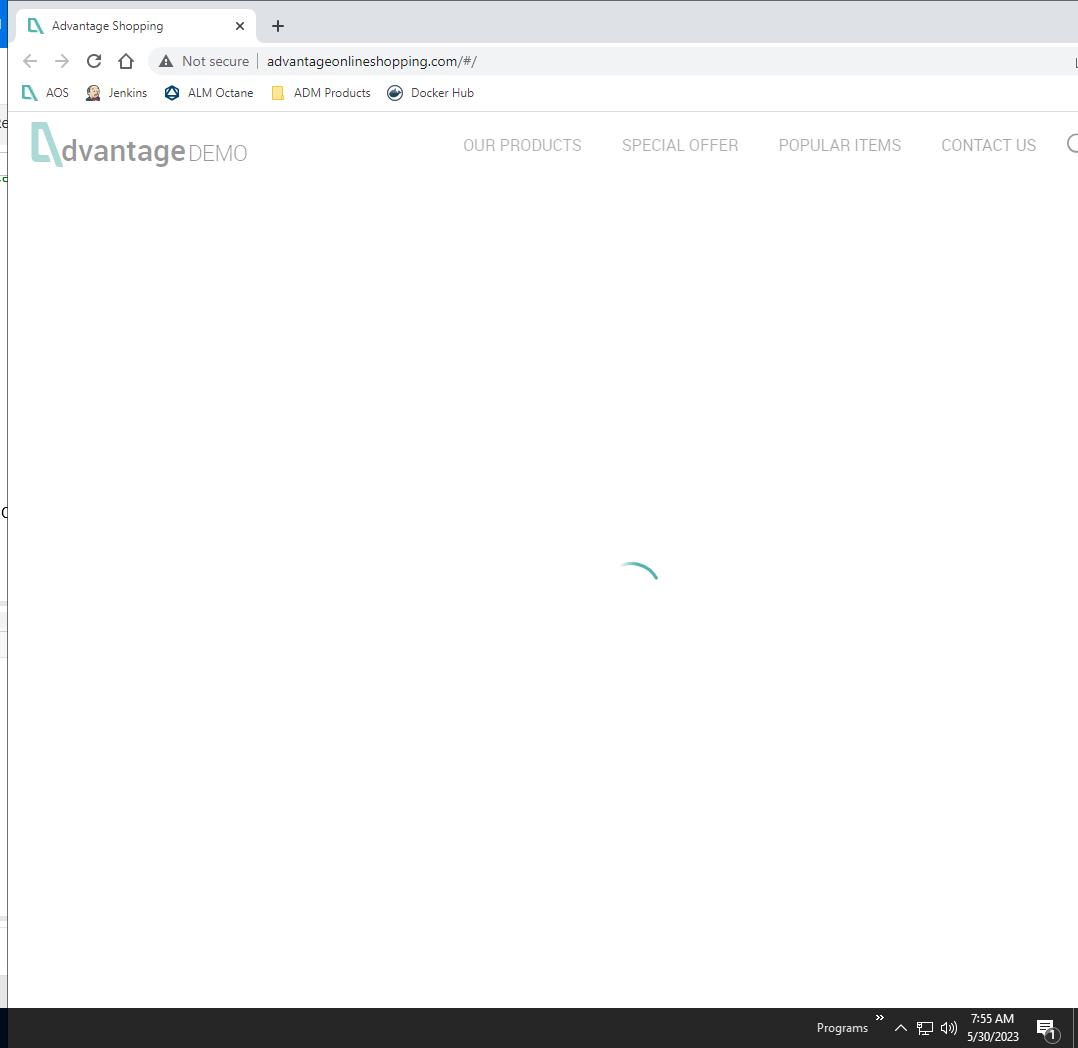 Advantage Shopping
Not secure advantageonlineshopping.com/#/
AOS Jenkins ALM Octane ADM Products Docker Hub
dvantage DEMO OUR PRODUCTS SPECIAL OFFER POPULAR ITEMS CONTACT US
Programs
7:55 AM
5/30/2023
1